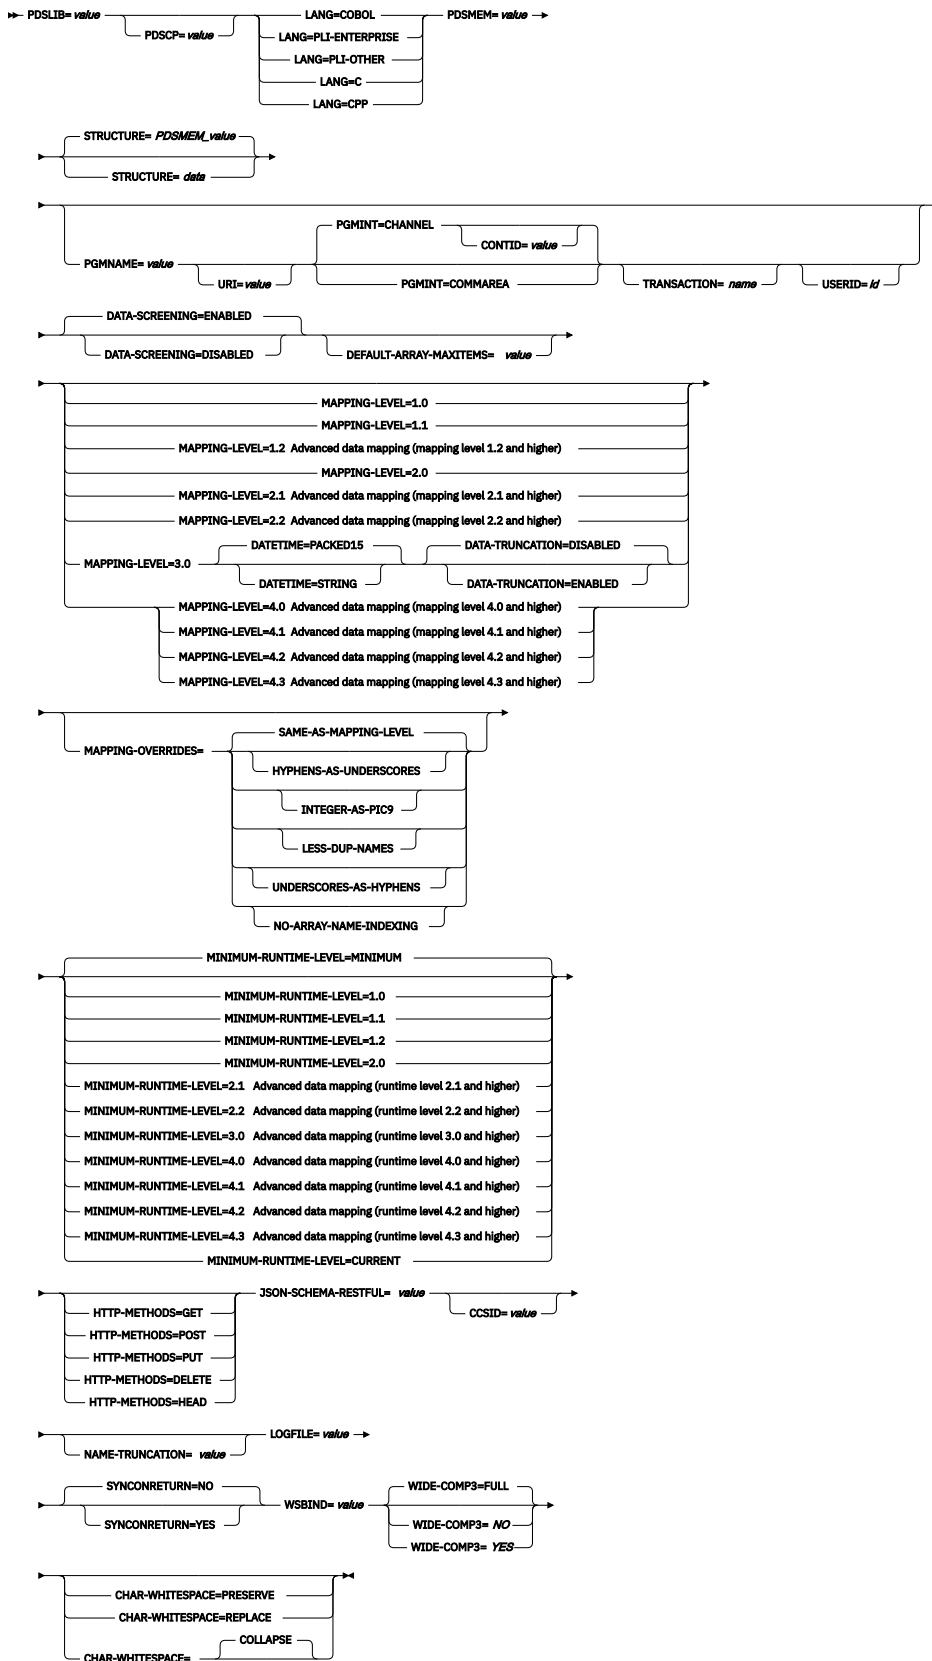 PDSLIB= value PDSCP= value LANG=COBOL PDSMEM= value
LANG=PLI-ENTERPRISE
LANG=PLI-OTHER
LANG=C
LANG=CPP
STRUCTURE= PDSMEM_value
STRUCTURE= data
PGMINT=CHANNEL
CONTID= value
PGMNAME= value
URI= value
PGMINT=COMMAREA
TRANSACTION= name
USERID= id
DATA-SCREENING=ENABLED
DATA-SCREENING=DISABLED
DEFAULT-ARRAY-MAXITEMS= value
MAPPING-LEVEL=1.0
MAPPING-LEVEL=1.1
MAPPING-LEVEL=1.2 Advanced data mapping (mapping level 1.2 and higher)
MAPPING-LEVEL=2.0
MAPPING-LEVEL=2.1 Advanced data mapping (mapping level 2.1 and higher)
MAPPING-LEVEL=2.2 Advanced data mapping (mapping level 2.2 and higher)
DATETIME=PACKED15 DATA-TRUNCATION=DISABLED
MAPPING-LEVEL=3.0
DATETIME=STRING DATA-TRUNCATION=ENABLED
MAPPING-LEVEL=4.0 Advanced data mapping (mapping level 4.0 and higher)
MAPPING-LEVEL=4.1 Advanced data mapping (mapping level 4.1 and higher)
MAPPING-LEVEL=4.2 Advanced data mapping (mapping level 4.2 and higher)
MAPPING-LEVEL=4.3 Advanced data mapping (mapping level 4.3 and higher)
SAME-AS-MAPPING-LEVEL
MAPPING-OVERRIDES=
HYPHENS-AS-UNDERSCORES
INTEGER-AS-PIC9
LESS-DUP-NAMES
UNDERSCORES-AS-HYPHENS
NO-ARRAY-NAME-INDEXING
MINIMUM-RUNTIME-LEVEL=MINIMUM
MINIMUM-RUNTIME-LEVEL=1.0
MINIMUM-RUNTIME-LEVEL=1.1
MINIMUM-RUNTIME-LEVEL=1.2
MINIMUM-RUNTIME-LEVEL=2.0
MINIMUM-RUNTIME-LEVEL=2.1 Advanced data mapping (runtime level 2.1 and higher)
MINIMUM-RUNTIME-LEVEL=2.2 Advanced data mapping (runtime level 2.2 and higher)
MINIMUM-RUNTIME-LEVEL=3.0 Advanced data mapping (runtime level 3.0 and higher)
MINIMUM-RUNTIME-LEVEL=4.0 Advanced data mapping (runtime level 4.0 and higher)
MINIMUM-RUNTIME-LEVEL=4.1 Advanced data mapping (runtime level 4.1 and higher)
MINIMUM-RUNTIME-LEVEL=4.2 Advanced data mapping (runtime level 4.2 and higher)
MINIMUM-RUNTIME-LEVEL=4.3 Advanced data mapping (runtime level 4.3 and higher)
MINIMUM-RUNTIME-LEVEL=CURRENT
JSON-SCHEMA-RESTFUL= value
HTTP-METHODS=GET CCSID= value
HTTP-METHODS=POST
HTTP-METHODS=PUT
HTTP-METHODS=DELETE
HTTP-METHODS=HEAD
LOGFILE= value
NAME-TRUNCATION= value
SYNCONRETURN=NO WIDE-COMP3=FULL
WSBIND= value
SYNCONRETURN=YES WIDE-COMP3= NO
WIDE-COMP3= YES
CHAR-WHITESPACE=PRESERVE
CHAR-WHITESPACE=REPLACE
COLLAPSE
CHAR-WHITESPACE=